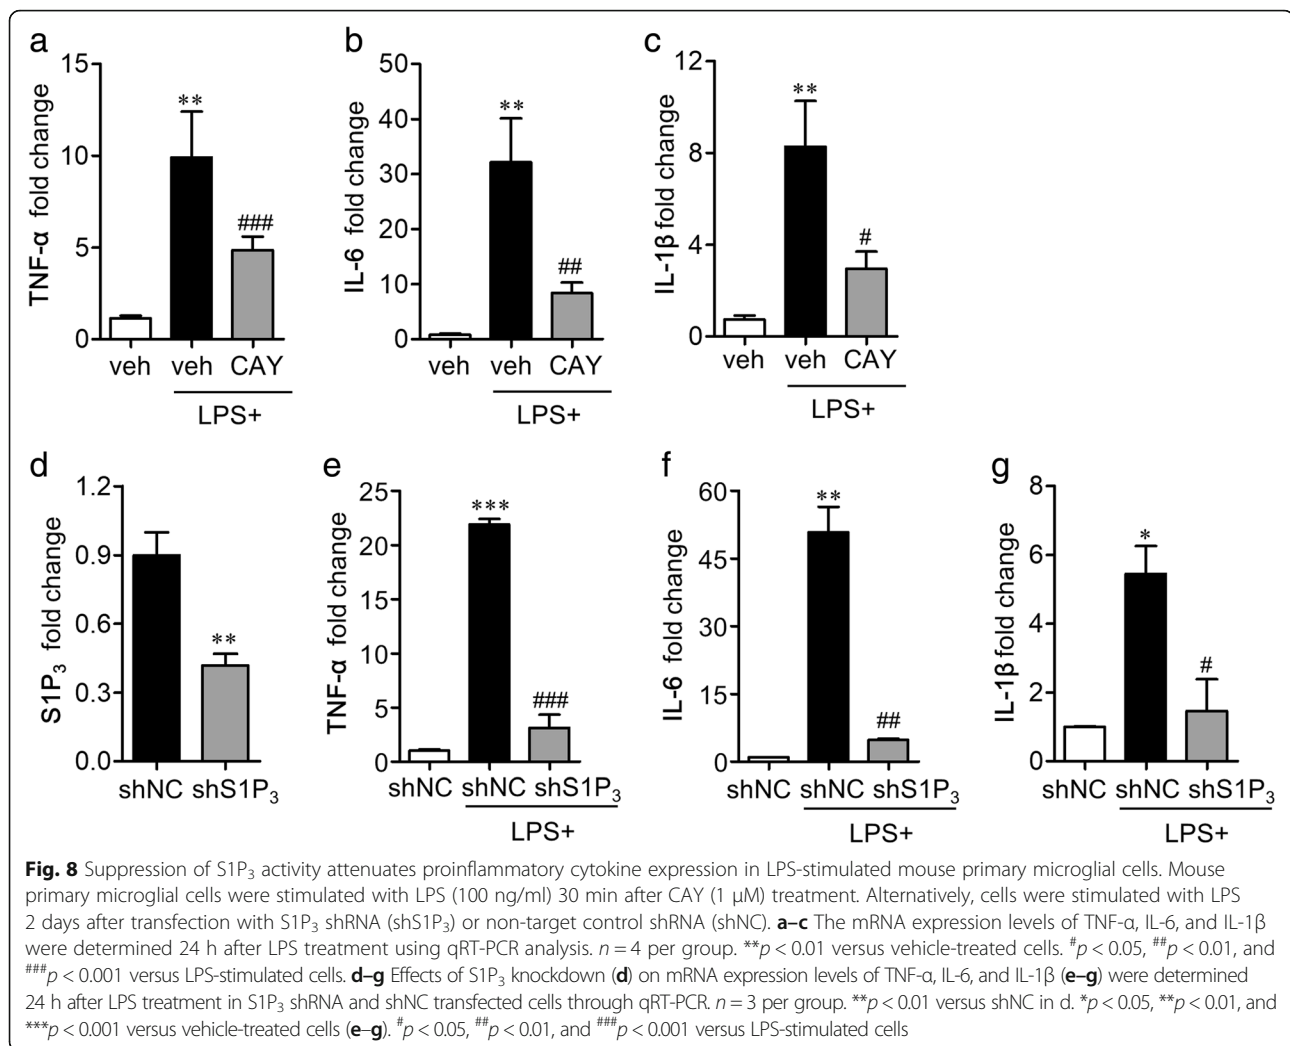 a
TNF-α fold change
15
10
5
0
**
###
veh veh CAY
LPS+
b
IL-6 fold change
50
40
30
20
10
0
**
##
veh veh CAY
LPS+
c
IL-1β fold change
12
8
4
0
**
#
veh veh CAY
LPS+
d
S1P₃ fold change
1.2
0.9
0.6
0.3
0.0
**
shNC shS1P₃
e
TNF-α fold change
25
22
15
10
5
0
***
###
shNC shNC shS1P₃
LPS+
f
IL-6 fold change
60
45
30
15
0
**
##
shNC shNC shS1P₃
LPS+
g
IL-1β fold change
8
6
4
2
0
*
#
shNC shNC shS1P₃
LPS+
Fig. 8 Suppression of S1P₃ activity attenuates proinflammatory cytokine expression in LPS-stimulated mouse primary microglial cells. Mouse
primary microglial cells were stimulated with LPS (100 ng/ml) 30 min after CAY (1 μM) treatment. Alternatively, cells were stimulated with LPS
2 days after transfection with S1P₃ shRNA (shS1P₃) or non-target control shRNA (shNC). a–c The mRNA expression levels of TNF-α, IL-6, and IL-1β
were determined 24 h after LPS treatment using qRT-PCR analysis. n = 4 per group. **p < 0.01 versus vehicle-treated cells. #p < 0.05, ##p < 0.01, and
###p < 0.001 versus LPS-stimulated cells. d–g Effects of S1P₃ knockdown (d) on mRNA expression levels of TNF-α, IL-6, and IL-1β (e–g) were determined
24 h after LPS treatment in S1P₃ shRNA and shNC transfected cells through qRT-PCR. n = 3 per group. **p < 0.01 versus shNC in d. *p < 0.05, **p < 0.01, and
***p < 0.001 versus vehicle-treated cells (e–g). #p < 0.05, ##p < 0.01, and ###p < 0.001 versus LPS-stimulated cells